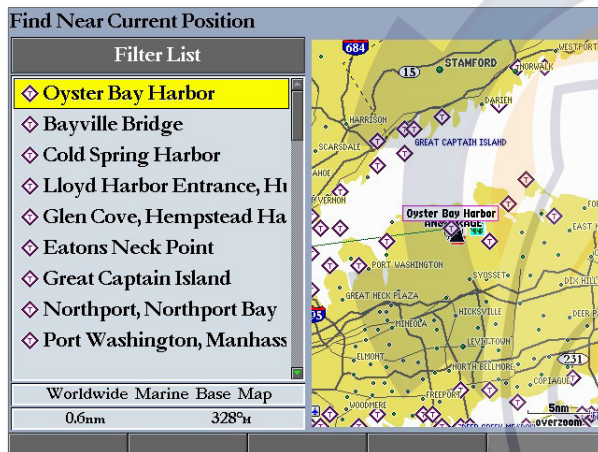 Find Near Current Position
Filter List
Oyster Bay Harbor
Bayville Bridge
Cold Spring Harbor
Lloyd Harbor Entrance, Hu
Glen Cove, Hempstead Ha
Eatons Neck Point
Great Captain Island
Northport, Northport Bay
Port Washington, Manhass
Worldwide Marine Base Map
0.6nm 328°M
684
WESTPORT
STAMFORD
NORWALK
15
DARIEN
HARRISON
GREAT CAPTAIN ISLAND
SCARSDALE
Oyster Bay Harbor
EAST
PORT WASHINGTON
SYOSSET
DIX HILL
GREAT NECK PLAZA
HICKSVILLE
DEER P
MINEOLA
LEVITTOWN
ELMONT
231
NORTH BELLMORE
COPIAGUE
FREEPORT
WOODMERE
5nm
overzoom